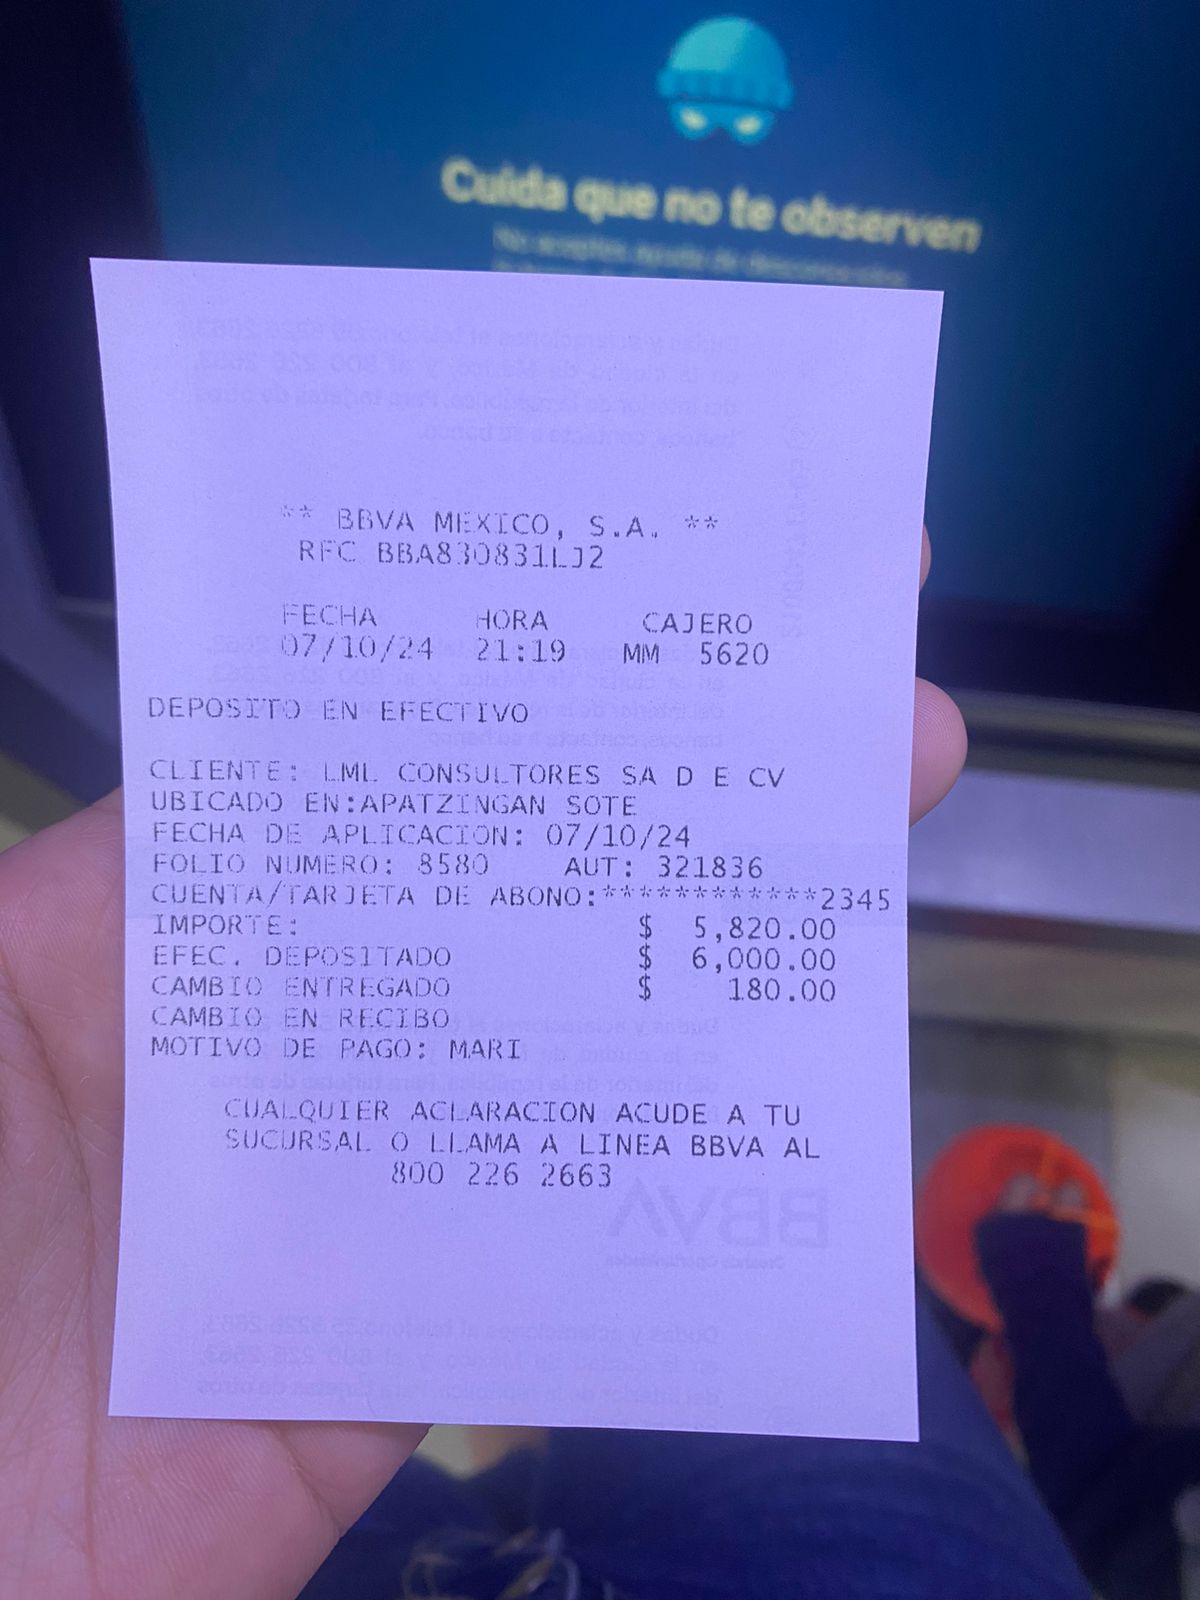 Cuida que no te observen
** BBVA MEXICO, S.A. **
RFC BBA830831LJ2
FECHA HORA CAJERO
07/10/24 21:19 MM 5620
DEPOSITO EN EFECTIVO
CLIENTE: LML CONSULTORES SA D E CV
UBICADO EN:APATZINGAN SOTE
FECHA DE APLICACION: 07/10/24
FOLIO NUMERO: 8580 AUT: 321836
CUENTA/TARJETA DE ABONO:************2345
IMPORTE: $ 5,820.00
EFEC. DEPOSITADO $ 6,000.00
CAMBIO ENTREGADO $ 180.00
CAMBIO EN RECIBO
MOTIVO DE PAGO: MARI
CUALQUIER ACLARACION ACUDE A TU
SUCURSAL O LLAMA A LINEA BBVA AL
800 226 2663
BBVA